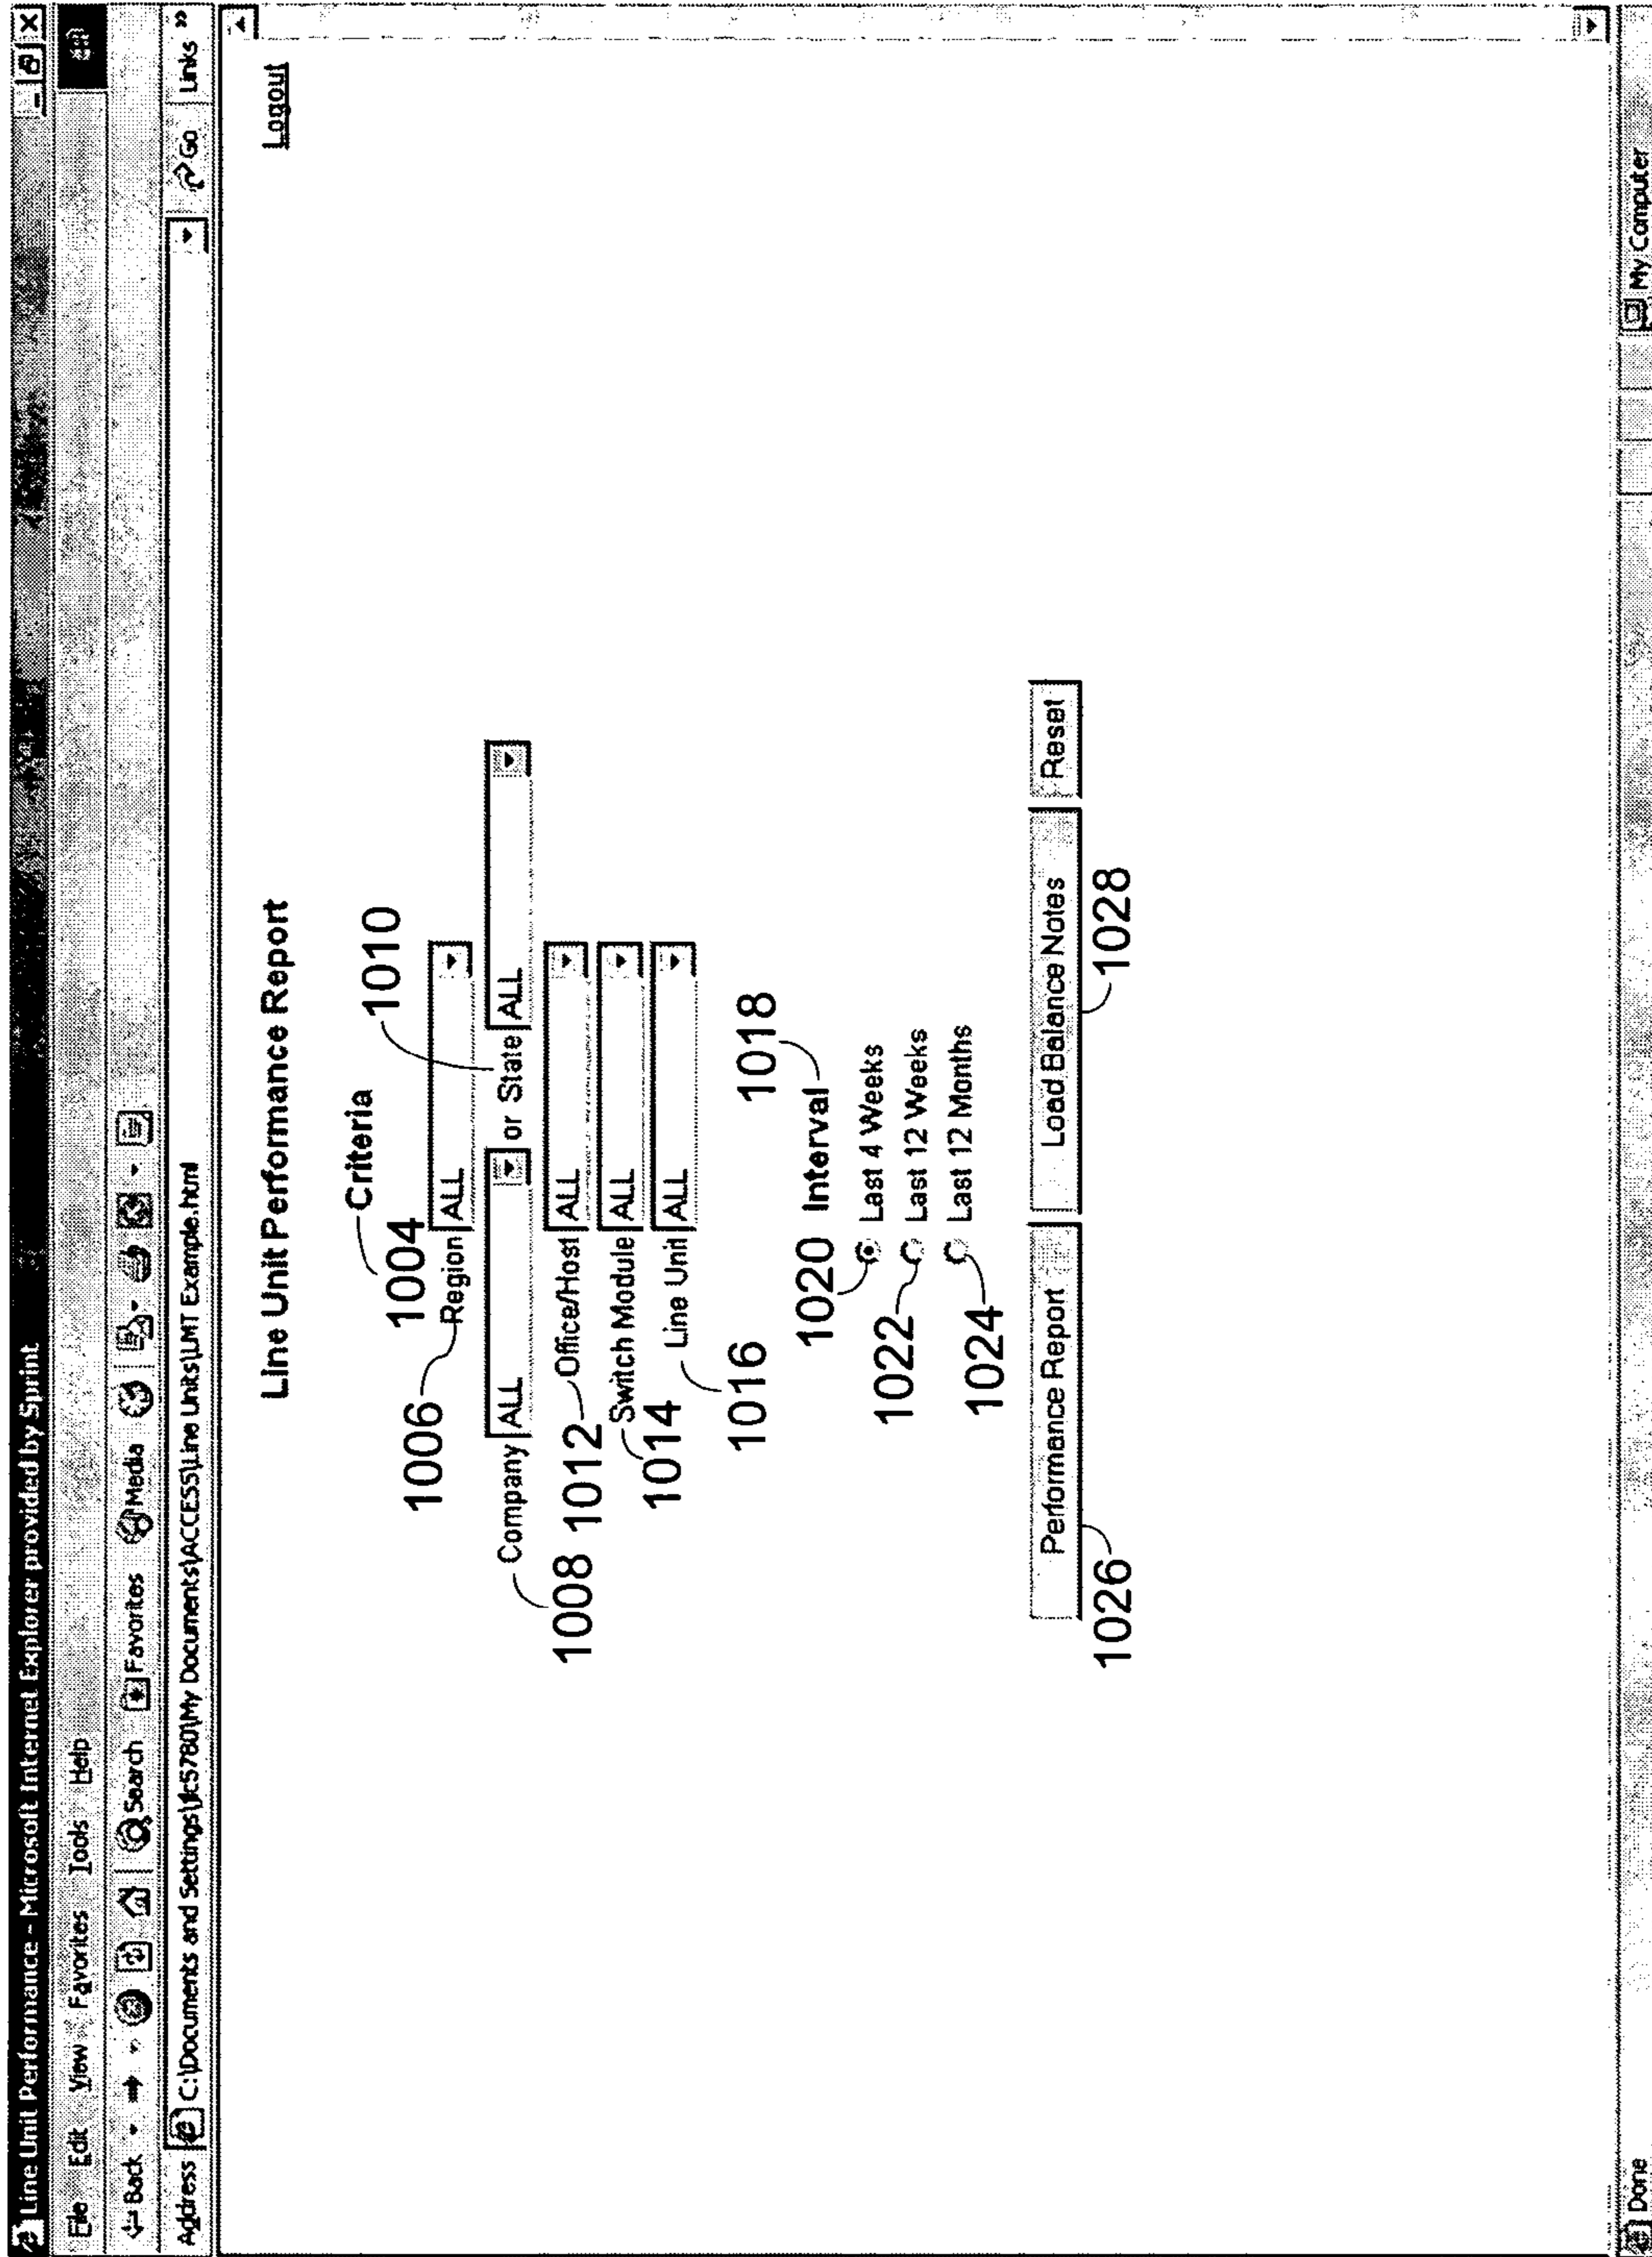 Line Unit Performance - Microsoft Internet Explorer provided by Sprint
File Edit View Favorites Tools Help
Back Search Favorites Media
Address C:\Documents and Settings\jfc5780\My Documents\ACCESS\Line Units\LMT Example.html Go Links »
Logout
Line Unit Performance Report
1004 Criteria
1006 Region ALL
1010
1008 Company ALL or State ALL
1012 Office/Host ALL
1014 Switch Module ALL
1016 Line Unit ALL
1018
1020 Interval
Last 4 Weeks
1022 Last 12 Weeks
1024 Last 12 Months
Performance Report Load Balance Notes Reset
1026 1028
Done My Computer